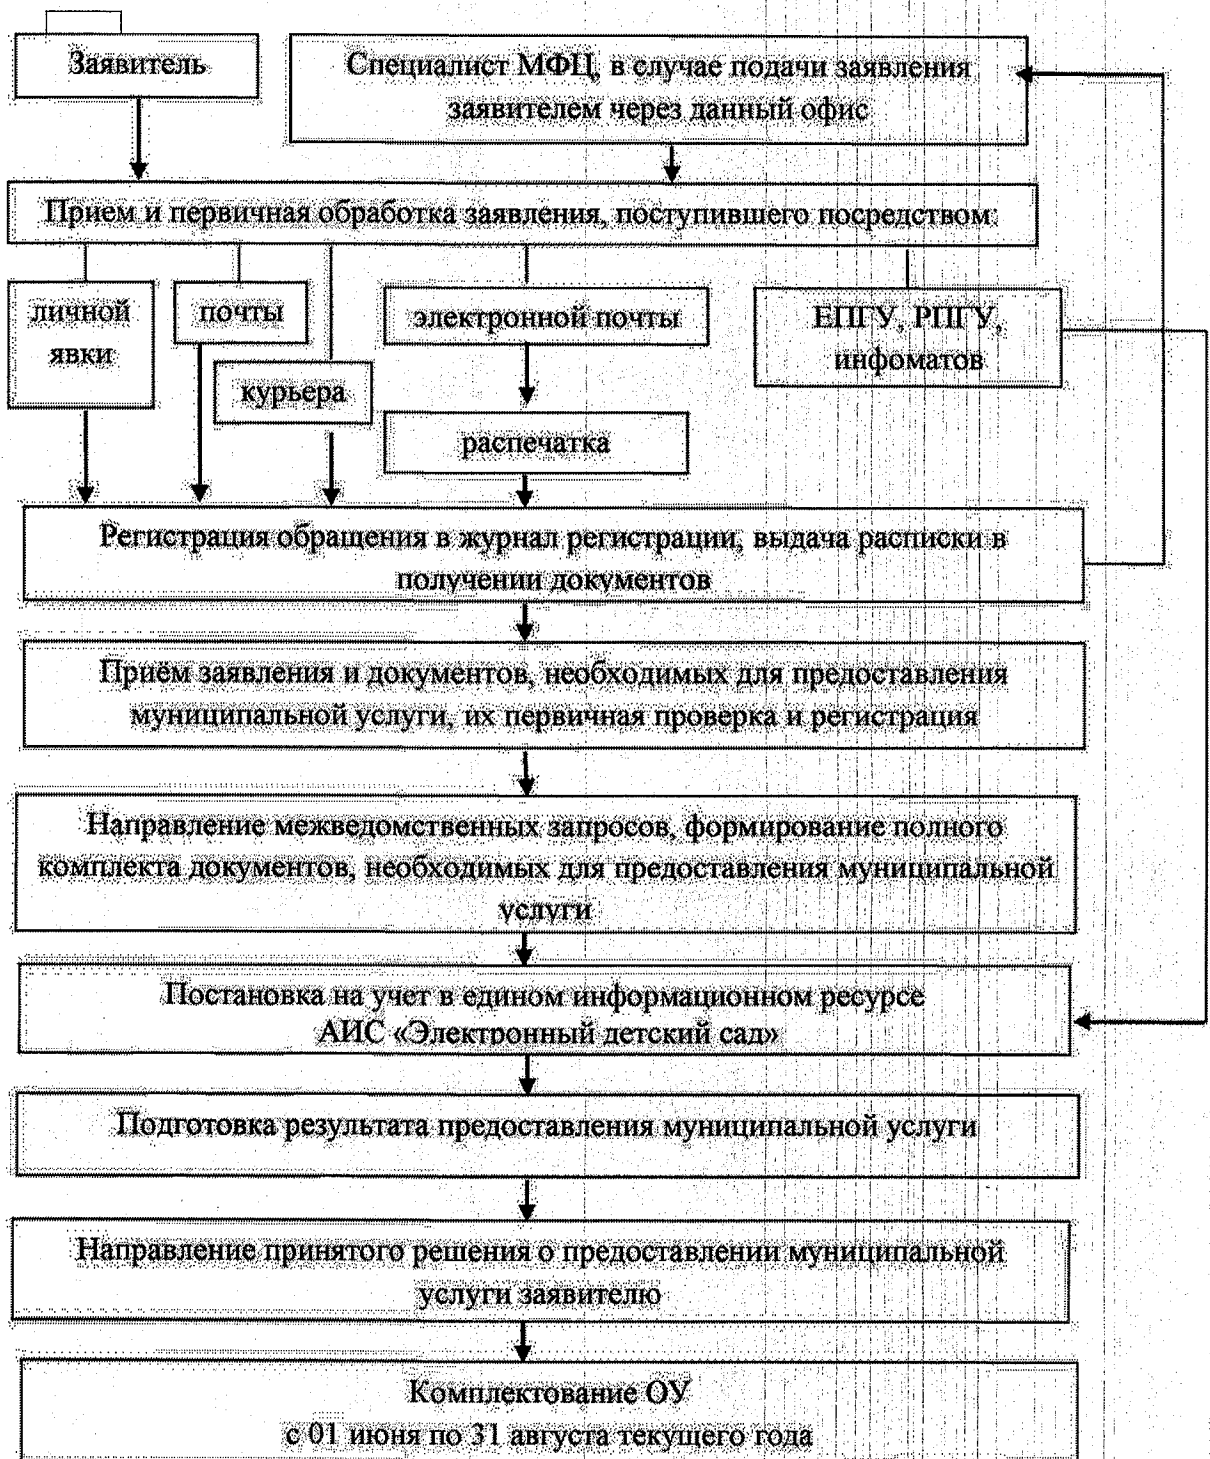 Заявитель
Специалист МФЦ, в случае подачи заявления
заявителем через данный офис
Прием и первичная обработка заявления, поступившего посредством:
личной
явки
почты
курьера
электронной почты
распечатка
ЕПГУ, РПГУ,
инфоматов
Регистрация обращения в журнал регистрации, выдача расписки в
получении документов
Приём заявления и документов, необходимых для предоставления
муниципальной услуги, их первичная проверка и регистрация
Направление межведомственных запросов, формирование полного
комплекта документов, необходимых для предоставления муниципальной
услуги
Постановка на учет в едином информационном ресурсе
АИС «Электронный детский сад»
Подготовка результата предоставления муниципальной услуги
Направление принятого решения о предоставлении муниципальной
услуги заявителю
Комплектование ОУ
с 01 июня по 31 августа текущего года